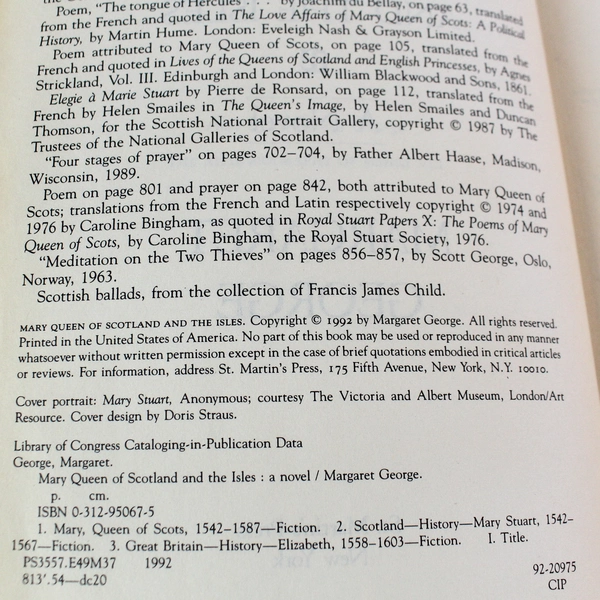 Poem, "The tongue of Hercules . . ." by Joachim du Bellay, on page 63, translated
from the French and quoted in The Love Affairs of Mary Queen of Scots: A Political
History, by Martin Hume. London: Eveleigh Nash & Grayson Limited.
Poem attributed to Mary Queen of Scots, on page 105, translated from the
French and quoted in Lives of the Queens of Scotland and English Princesses, by Agnes
Strickland, Vol. III. Edinburgh and London: William Blackwood and Sons, 1861.
Elegie à Marie Stuart by Pierre de Ronsard, on page 112, translated from the
French by Helen Smailes in The Queen's Image, by Helen Smailes and Duncan
Thomson, for the Scottish National Portrait Gallery, copyright © 1987 by The
Trustees of the National Galleries of Scotland.
"Four stages of prayer" on pages 702–704, by Father Albert Haase, Madison,
Wisconsin, 1989.
Poem on page 801 and prayer on page 842, both attributed to Mary Queen of
Scots; translations from the French and Latin respectively copyright © 1974 and
1976 by Caroline Bingham, as quoted in Royal Stuart Papers X: The Poems of Mary
Queen of Scots, by Caroline Bingham, the Royal Stuart Society, 1976.
"Meditation on the Two Thieves" on pages 856–857, by Scott George, Oslo,
Norway, 1963.
Scottish ballads, from the collection of Francis James Child.
MARY QUEEN OF SCOTLAND AND THE ISLES. Copyright © 1992 by Margaret George. All rights reserved.
Printed in the United States of America. No part of this book may be used or reproduced in any manner
whatsoever without written permission except in the case of brief quotations embodied in critical articles
or reviews. For information, address St. Martin's Press, 175 Fifth Avenue, New York, N.Y. 10010.
Cover portrait: Mary Stuart, Anonymous; courtesy The Victoria and Albert Museum, London/Art
Resource. Cover design by Doris Straus.
Library of Congress Cataloging-in-Publication Data
George, Margaret.
Mary Queen of Scotland and the Isles : a novel / Margaret George.
p. cm.
ISBN 0-312-95067-5
1. Mary, Queen of Scots, 1542–1587—Fiction. 2. Scotland—History—Mary Stuart, 1542–
1567—Fiction. 3. Great Britain—History—Elizabeth, 1558–1603—Fiction. I. Title.
PS3557.E49M37 1992
813'.54—dc20
92-20975
CIP